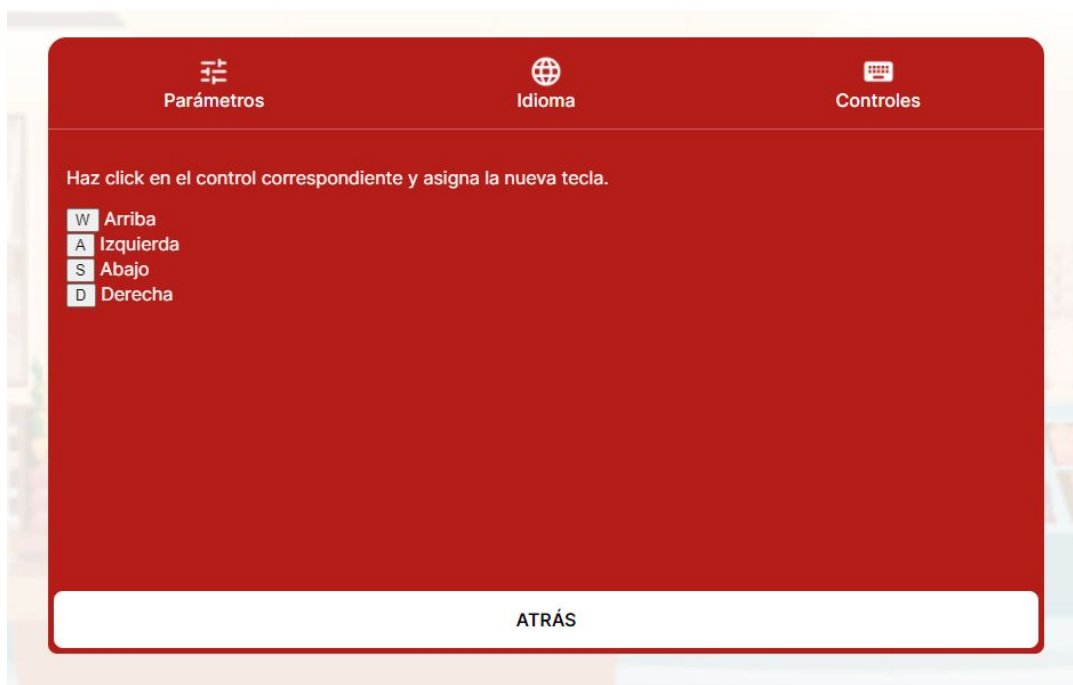 Parámetros Idioma Controles
Haz click en el control correspondiente y asigna la nueva tecla.
W Arriba
A Izquierda
S Abajo
D Derecha
ATRÁS